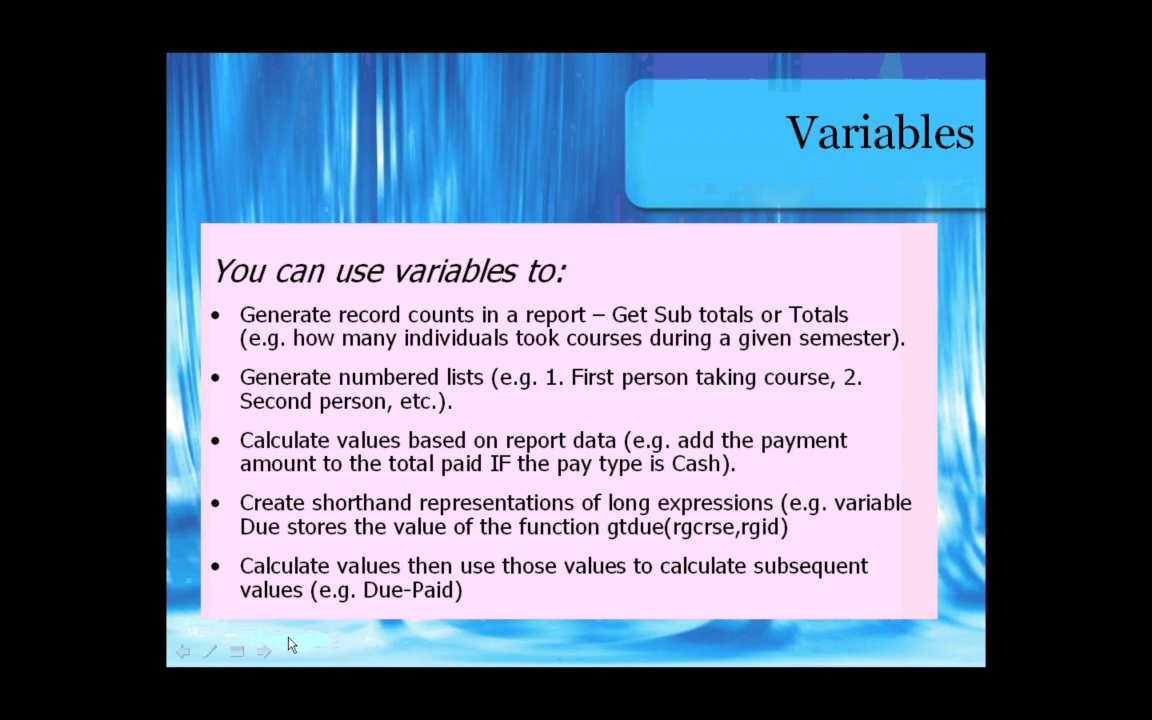 Variables
You can use variables to:
• Generate record counts in a report – Get Sub totals or Totals
(e.g. how many individuals took courses during a given semester).
• Generate numbered lists (e.g. 1. First person taking course, 2.
Second person, etc.).
• Calculate values based on report data (e.g. add the payment
amount to the total paid IF the pay type is Cash).
• Create shorthand representations of long expressions (e.g. variable
Due stores the value of the function gtdue(rgcrse,rgid)
• Calculate values then use those values to calculate subsequent
values (e.g. Due-Paid)